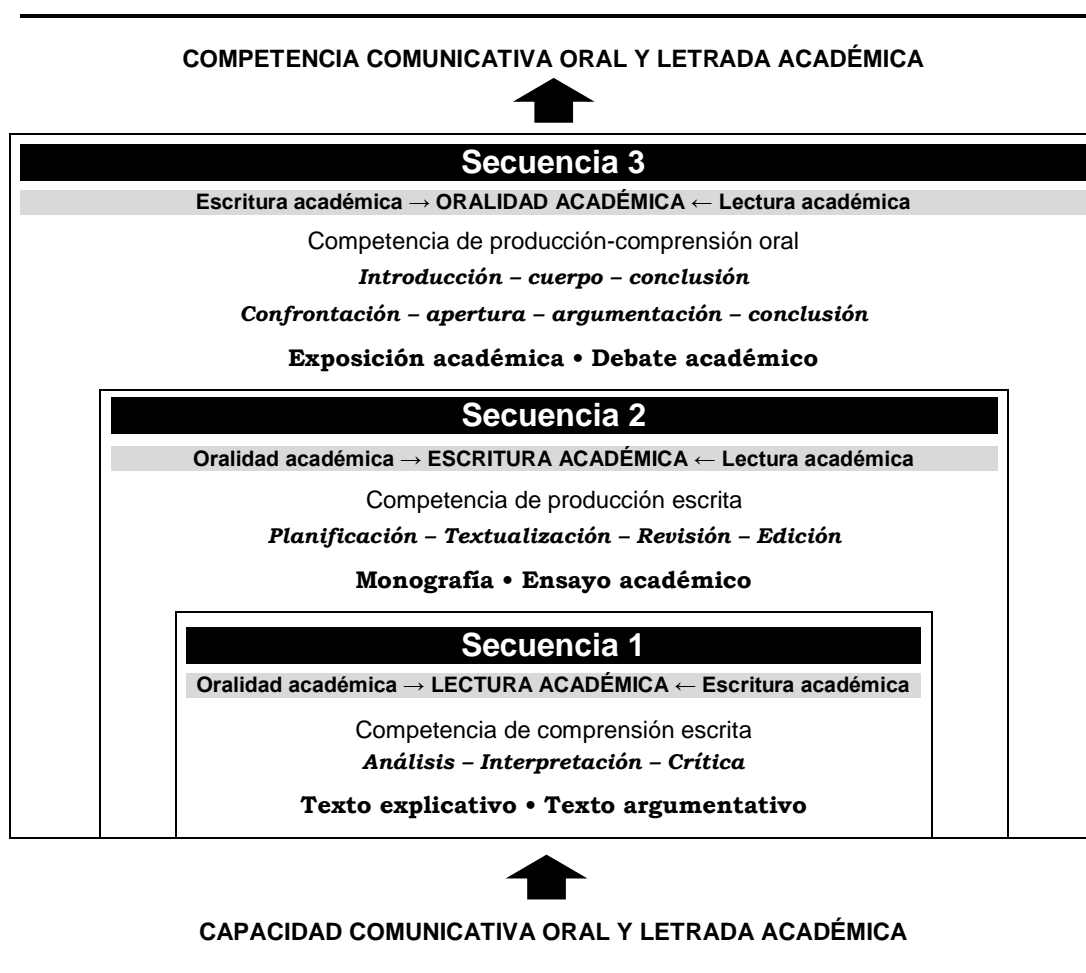 COMPETENCIA COMUNICATIVA ORAL Y LETRADA ACADÉMICA
Secuencia 3
Escritura académica → ORALIDAD ACADÉMICA ← Lectura académica
Competencia de producción-comprensión oral
Introducción – cuerpo – conclusión
Confrontación – apertura – argumentación – conclusión
Exposición académica • Debate académico
Secuencia 2
Oralidad académica → ESCRITURA ACADÉMICA ← Lectura académica
Competencia de producción escrita
Planificación – Textualización – Revisión – Edición
Monografía • Ensayo académico
Secuencia 1
Oralidad académica → LECTURA ACADÉMICA ← Escritura académica
Competencia de comprensión escrita
Análisis – Interpretación – Crítica
Texto explicativo • Texto argumentativo
CAPACIDAD COMUNICATIVA ORAL Y LETRADA ACADÉMICA